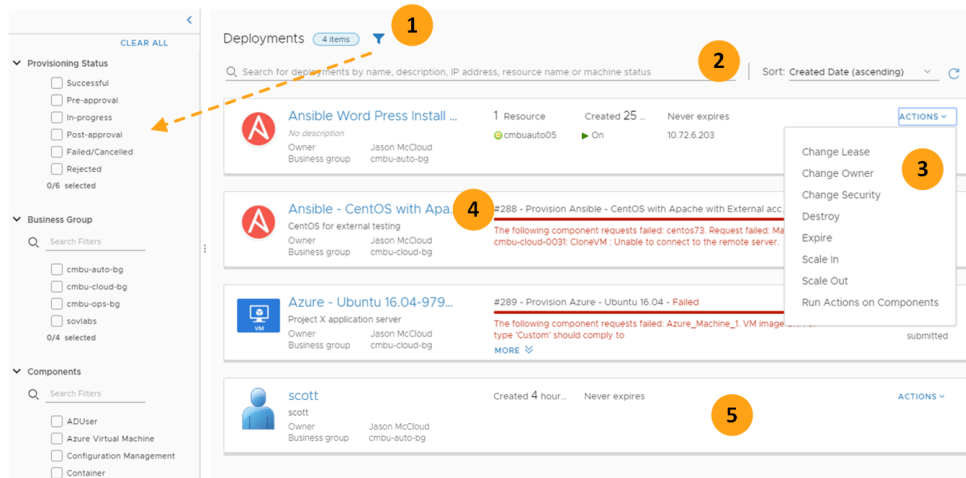 1
CLEAR ALL
Provisioning Status
Successful
Pre-approval
In-progress
Post-approval
Failed/Cancelled
Rejected
0/6 selected
Business Group
Search Filters
cmbu-auto-bg
cmbu-cloud-bg
cmbu-ops-bg
sovlabs
0/4 selected
Components
Search Filters
ADUser
Azure Virtual Machine
Configuration Management
Container
Deployments 4 items
2
Search for deployments by name, description, IP address, resource name or machine status
Sort: Created Date (ascending)
Ansible Word Press Install ... 1 Resource Created 25 ... Never expires ACTIONS
No description cmbuauto05 On 10.72.6.203
Owner Jason McCloud
Business group cmbu-auto-bg
3
Change Lease
Change Owner
Change Security
Destroy
Expire
Scale In
Scale Out
Run Actions on Components
4
Ansible - CentOS with Apa... #288 - Provision Ansible - CentOS with Apache with External acc...
CentOS for external testing
The following component requests failed: centos73. Request failed: Ma
cmbu-cloud-0031: CloneVM : Unable to connect to the remote server.
Owner Jason McCloud
Business group cmbu-cloud-bg
Azure - Ubuntu 16.04-979... #289 - Provision Azure - Ubuntu 16.04 - Failed
Project X application server
The following component requests failed: Azure_Machine_1. VM image
type 'Custom' should comply to submitted
Owner Jason McCloud
Business group cmbu-cloud-bg
MORE
VM
scott Created 4 hour... Never expires ACTIONS
scott
Owner Jason McCloud
Business group cmbu-auto-bg
5